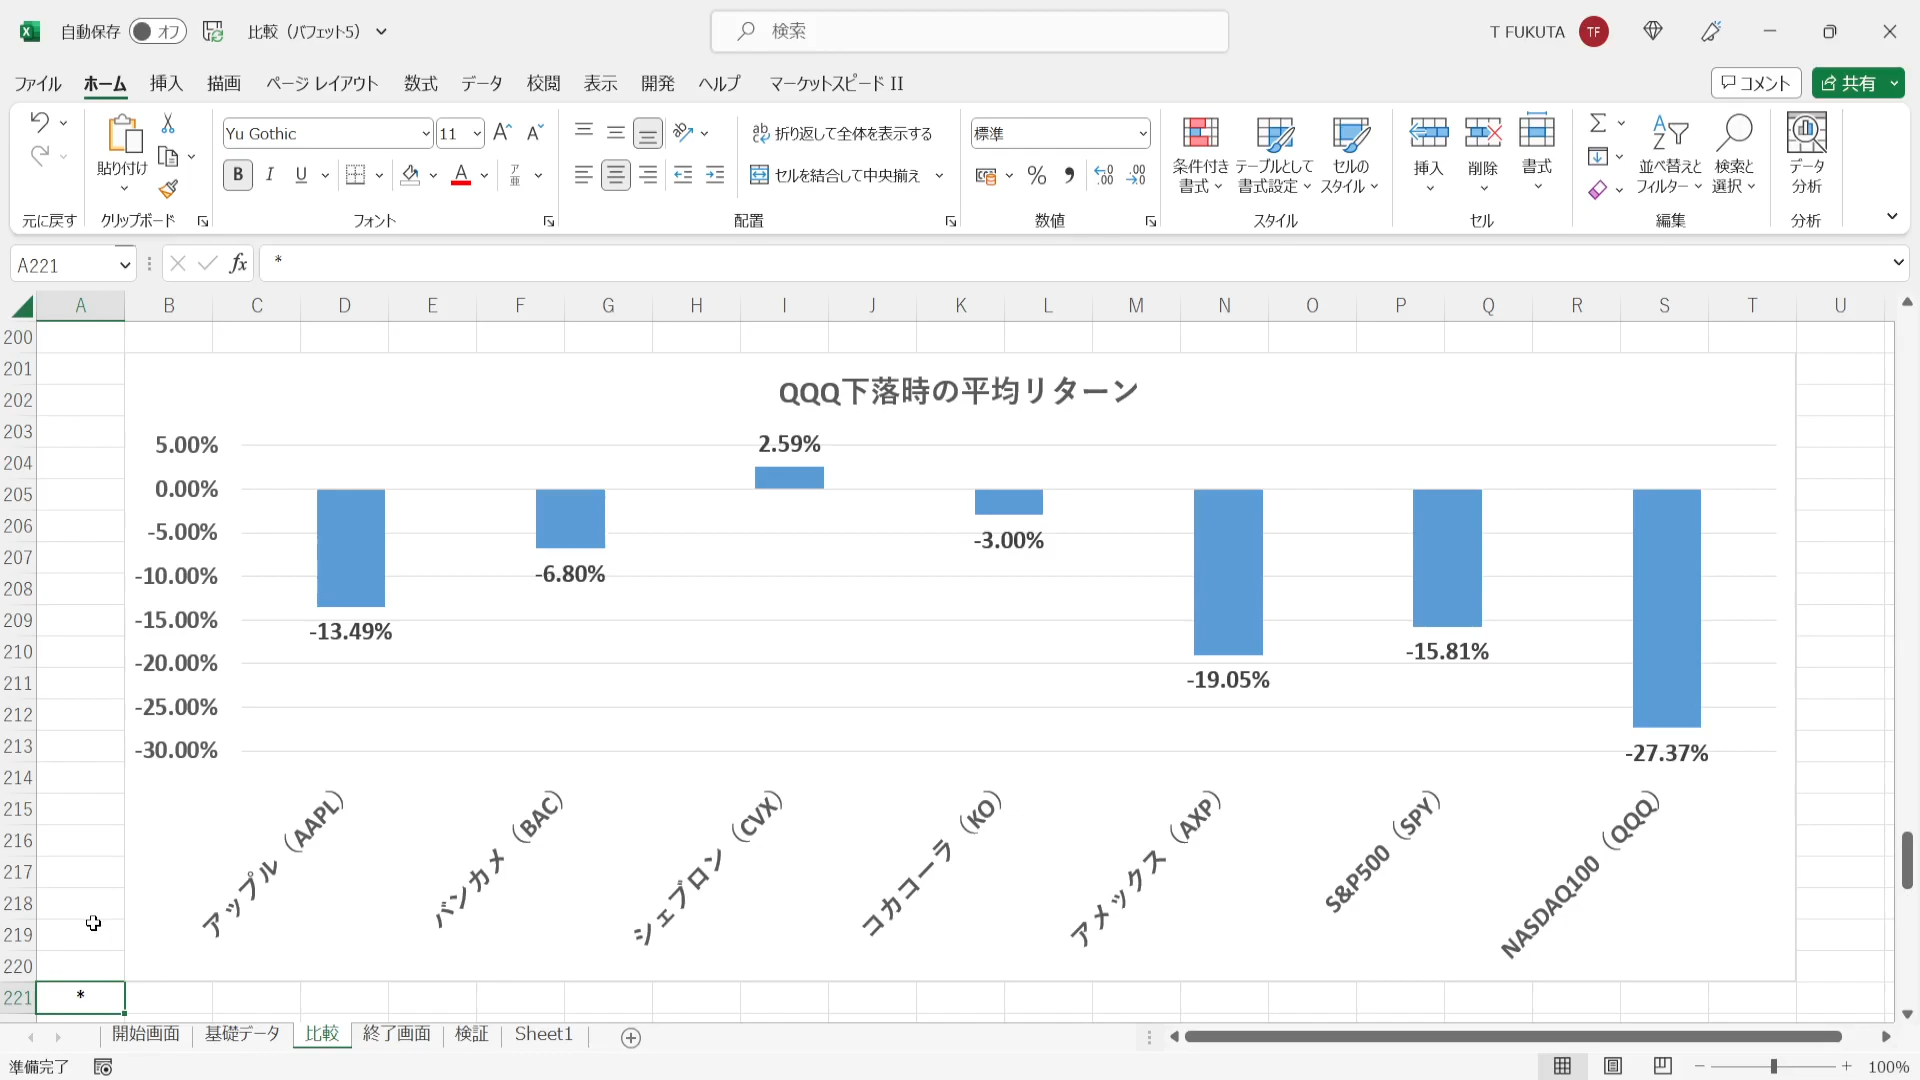 自動保存 オフ 比較（バフェット5） 検索 T FUKUTA TF
ファイル ホーム 挿入 描画 ページ レイアウト 数式 データ 校閲 表示 開発 ヘルプ マーケットスピード II コメント 共有
貼り付け Yu Gothic 11 折り返して全体を表示する 標準
B I U A ア亜 セルを結合して中央揃え % 条件付き書式 テーブルとして書式設定 セルのスタイル 挿入 削除 書式 並べ替えとフィルター 検索と選択 データ分析
元に戻す クリップボード フォント 配置 数値 スタイル セル 編集 分析
A221 fx *
A B C D E F G H I J K L M N O P Q R S T U
200
201
202
203
204
205
206
207
208
209
210
211
212
213
214
215
216
217
218
219
220
221 *
QQQ下落時の平均リターン
5.00%
0.00%
-5.00%
-10.00%
-15.00%
-20.00%
-25.00%
-30.00%
-13.49%
-6.80%
2.59%
-3.00%
-19.05%
-15.81%
-27.37%
アップル（AAPL）
バンカメ（BAC）
シェブロン（CVX）
コカコーラ（KO）
アメックス（AXP）
S&P500（SPY）
NASDAQ100（QQQ）
開始画面 基礎データ 比較 終了画面 検証 Sheet1
準備完了 100%